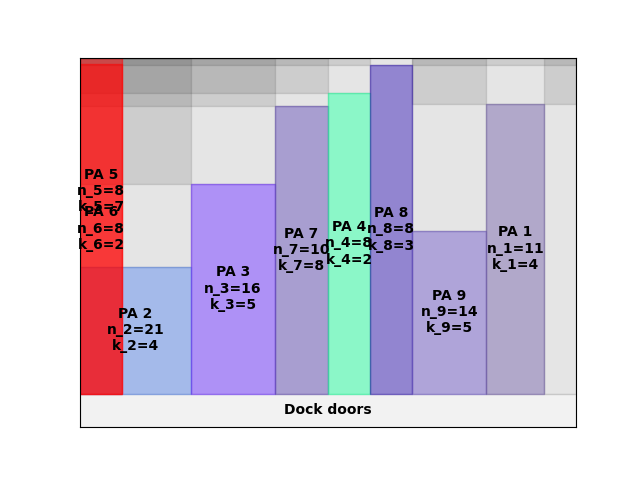 PA 5
n_5=8
k_5=7
PA 6
n_6=8
k_6=2
PA 2
n_2=21
k_2=4
PA 3
n_3=16
k_3=5
PA 7
n_7=10
k_7=8
PA 4
n_4=8
k_4=2
PA 8
n_8=8
k_8=3
PA 9
n_9=14
k_9=5
PA 1
n_1=11
k_1=4
Dock doors